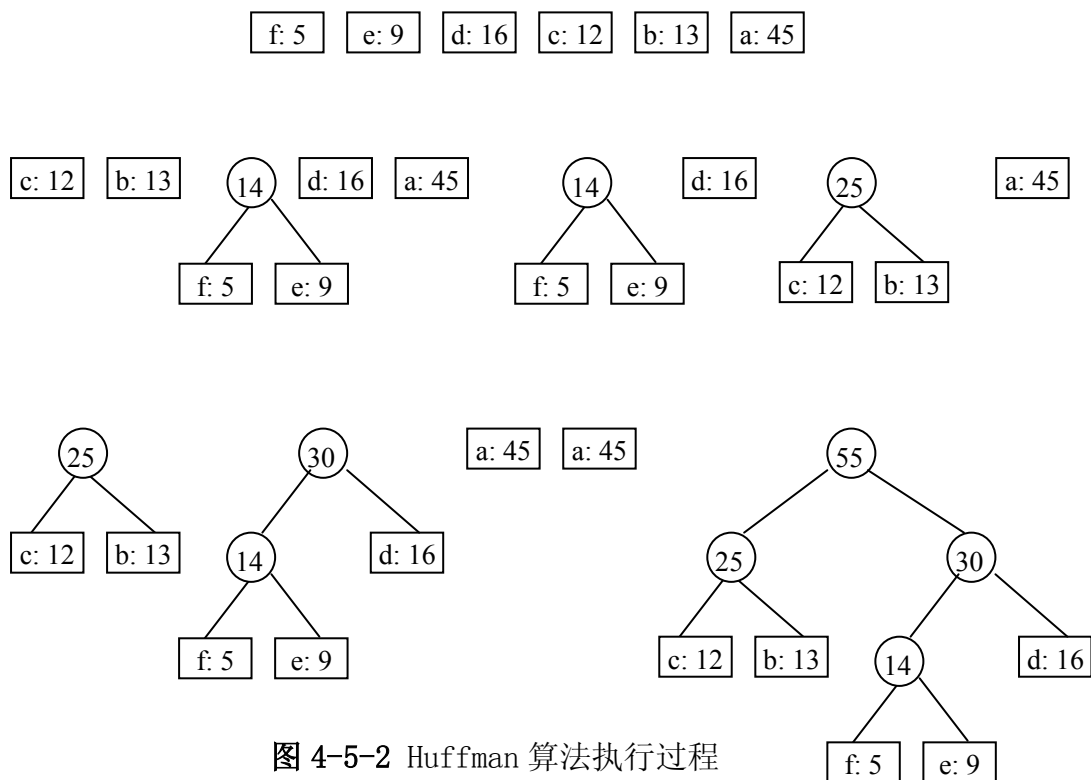 f: 5 e: 9 d: 16 c: 12 b: 13 a: 45
c: 12 b: 13 14 d: 16 a: 45 14 d: 16 25 a: 45
f: 5 e: 9 f: 5 e: 9 c: 12 b: 13
25 30 a: 45 a: 45 55
c: 12 b: 13 14 d: 16 25 30
f: 5 e: 9 c: 12 b: 13 14 d: 16
图 4-5-2 Huffman 算法执行过程
f: 5 e: 9